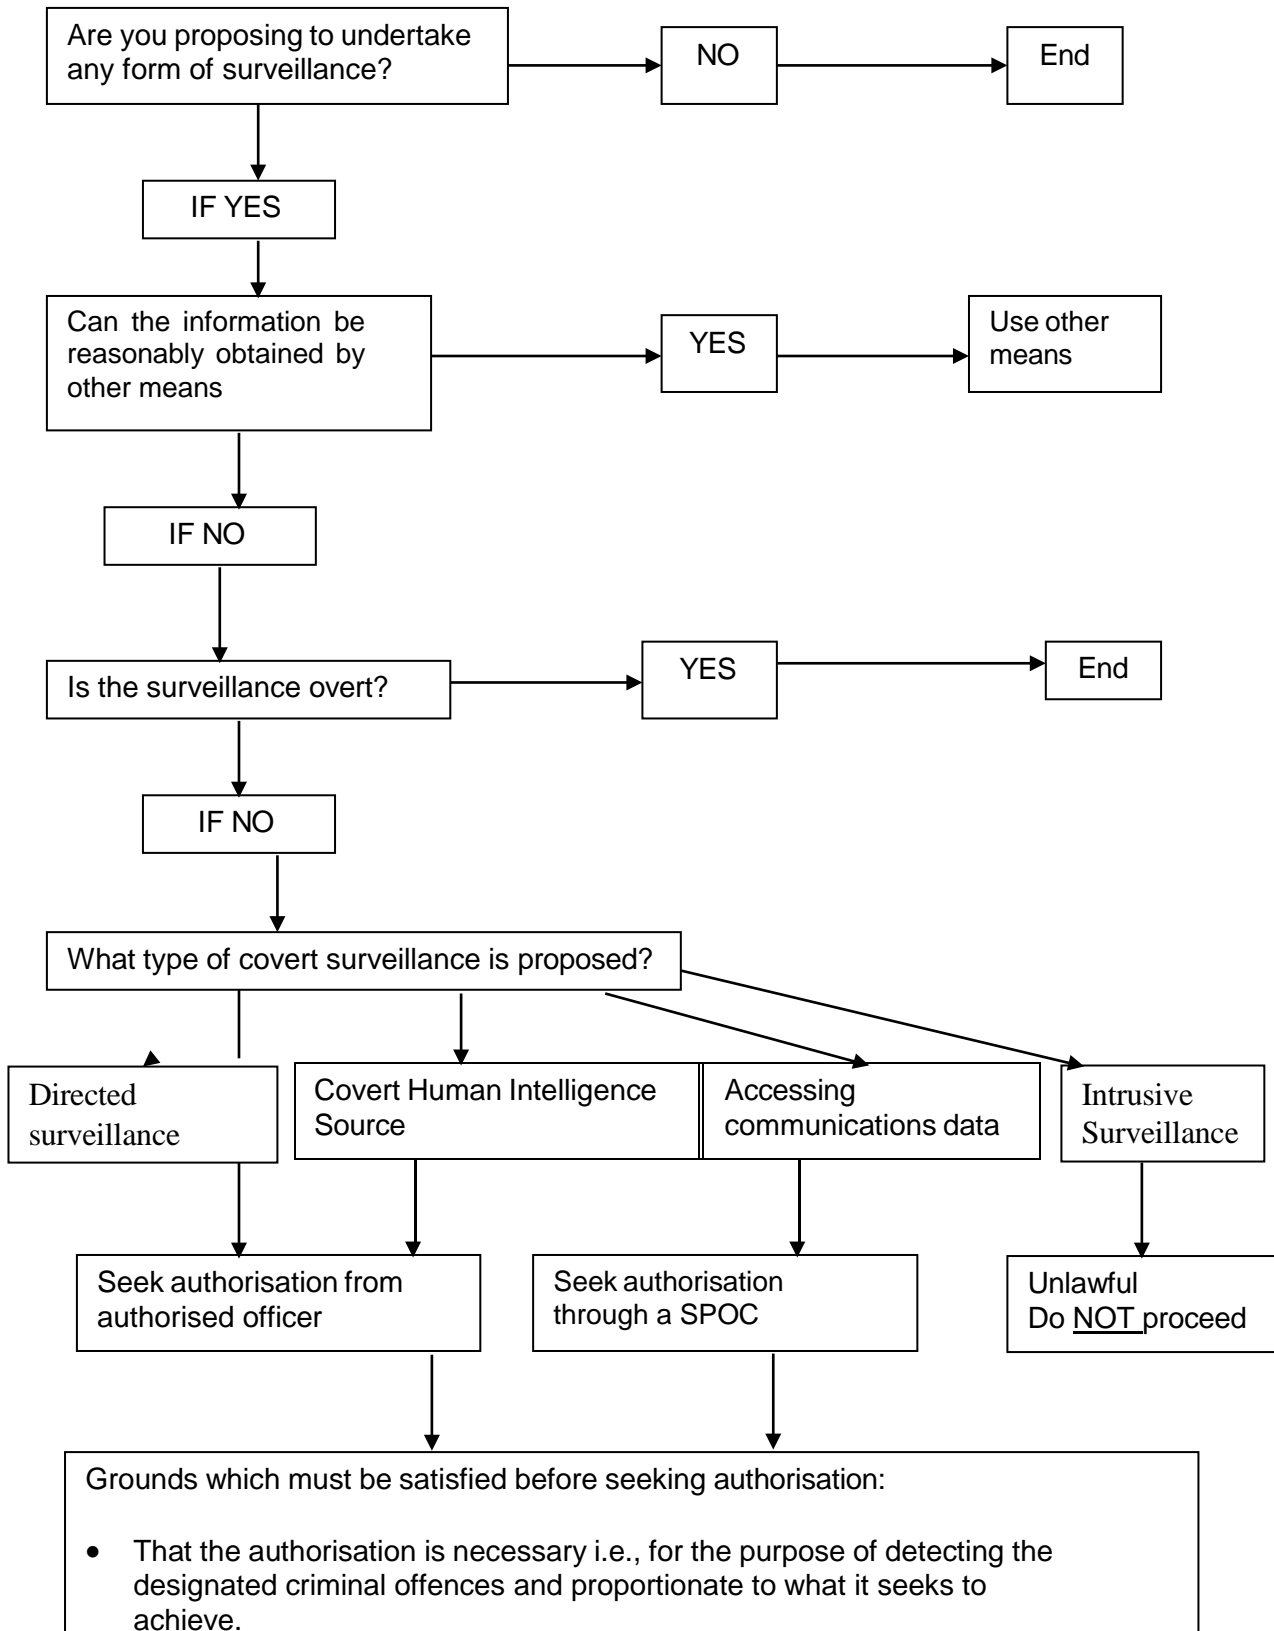 Are you proposing to undertake
any form of surveillance?
NO
End
IF YES
Can the information be
reasonably obtained by
other means
YES
Use other
means
IF NO
Is the surveillance overt?
YES
End
IF NO
What type of covert surveillance is proposed?
Directed
surveillance
Covert Human Intelligence
Source
Accessing
communications data
Intrusive
Surveillance
Seek authorisation from
authorised officer
Seek authorisation
through a SPOC
Unlawful
Do NOT proceed
Grounds which must be satisfied before seeking authorisation:
• That the authorisation is necessary i.e., for the purpose of detecting the
designated criminal offences and proportionate to what it seeks to
achieve.